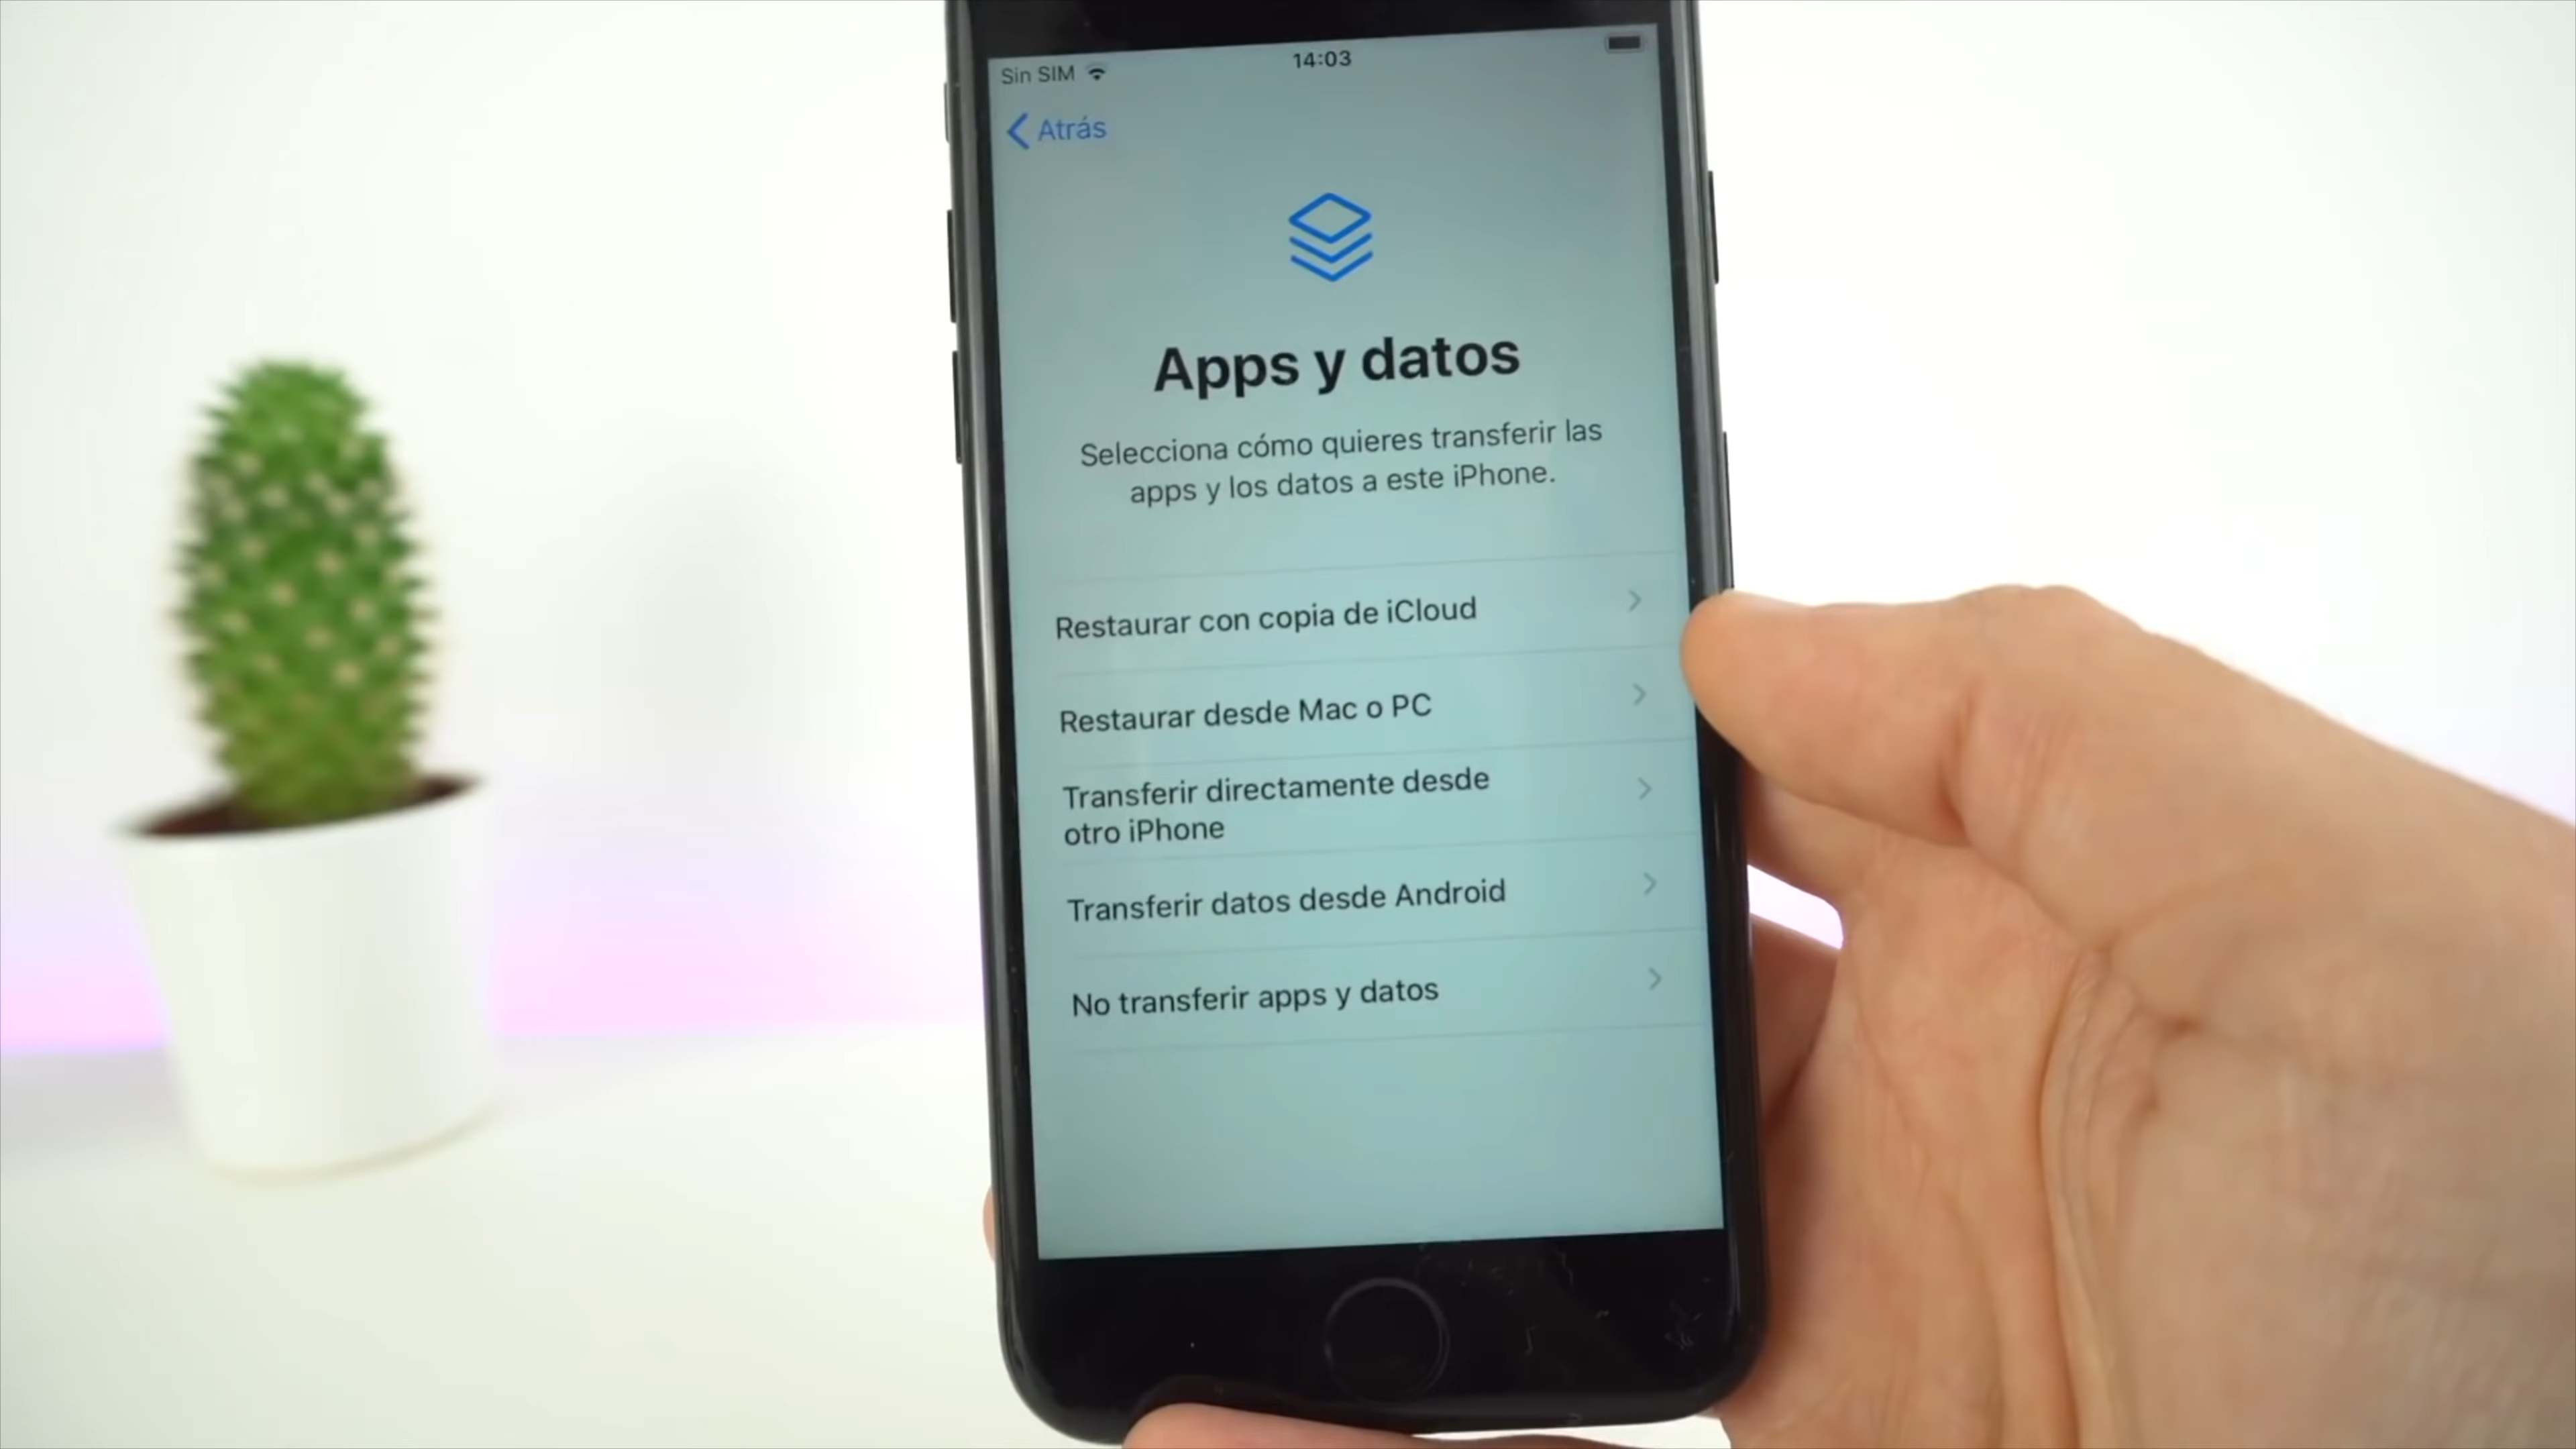 Sin SIM
14:03
Atrás
Apps y datos
Selecciona cómo quieres transferir las
apps y los datos a este iPhone.
Restaurar con copia de iCloud
Restaurar desde Mac o PC
Transferir directamente desde
otro iPhone
Transferir datos desde Android
No transferir apps y datos